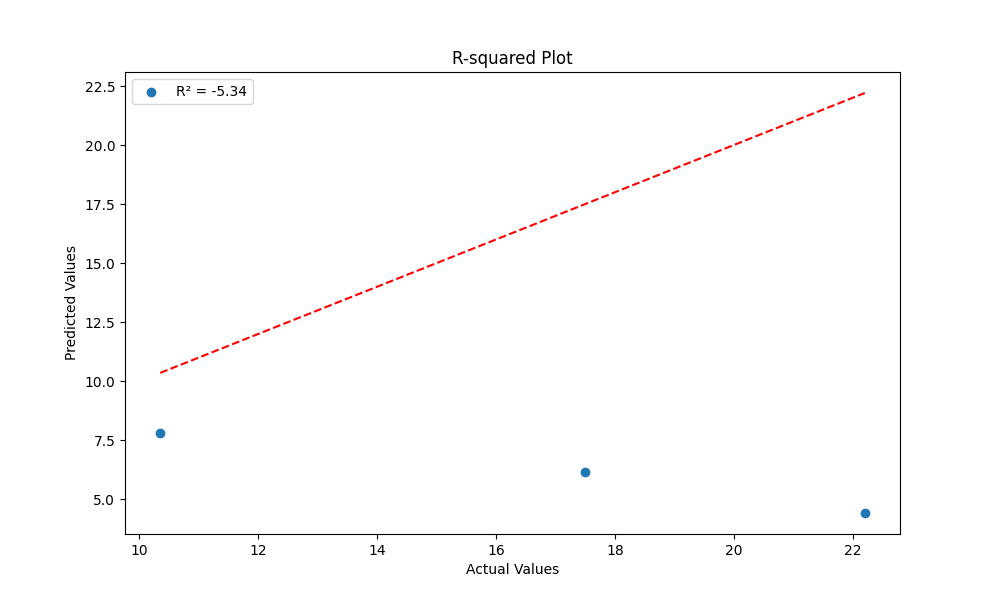 R-squared Plot
R² = -5.34
22.5
20.0
17.5
15.0
12.5
10.0
7.5
5.0
Predicted Values
10 12 14 16 18 20 22
Actual Values